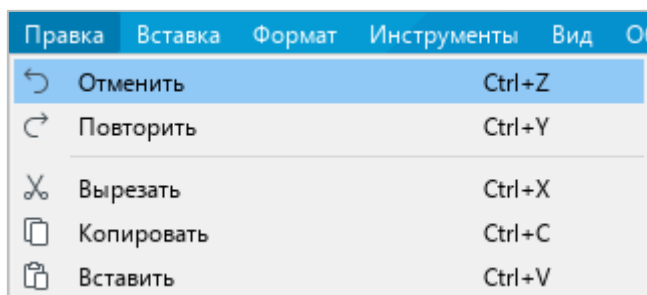 Правка Вставка Формат Инструменты Вид
Отменить Ctrl+Z
Повторить Ctrl+Y
Вырезать Ctrl+X
Копировать Ctrl+C
Вставить Ctrl+V